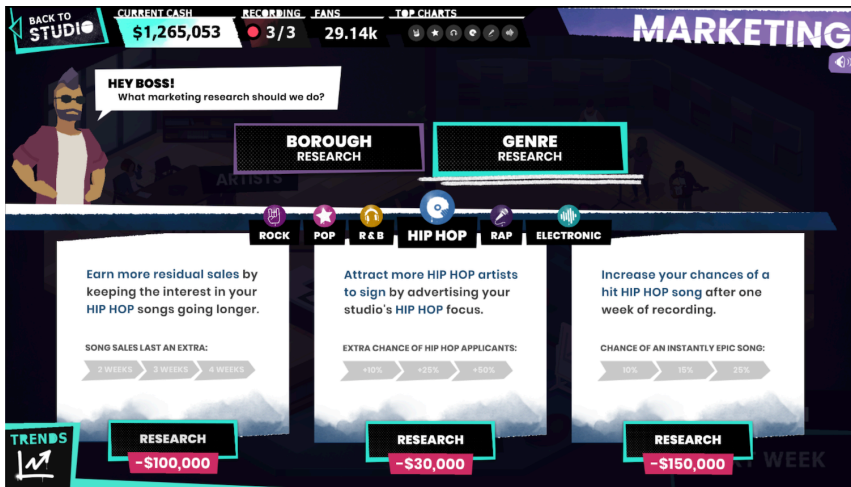 BACK TO
STUDIO
CURRENT CASH
$1,265,053
RECORDING
3/3
FANS
29.14k
TOP CHARTS
MARKETING
HEY BOSS!
What marketing research should we do?
BOROUGH
RESEARCH
GENRE
RESEARCH
ARTISTS
ROCK
POP
R & B
HIP HOP
RAP
ELECTRONIC
Earn more residual sales by
keeping the interest in your
HIP HOP songs going longer.
SONG SALES LAST AN EXTRA:
2 WEEKS
3 WEEKS
4 WEEKS
RESEARCH
-$100,000
Attract more HIP HOP artists
to sign by advertising your
studio's HIP HOP focus.
EXTRA CHANCE OF HIP HOP APPLICANTS:
+10%
+25%
+50%
RESEARCH
-$30,000
Increase your chances of a
hit HIP HOP song after one
week of recording.
CHANCE OF AN INSTANTLY EPIC SONG:
10%
15%
25%
RESEARCH
-$150,000
TRENDS
WEEK